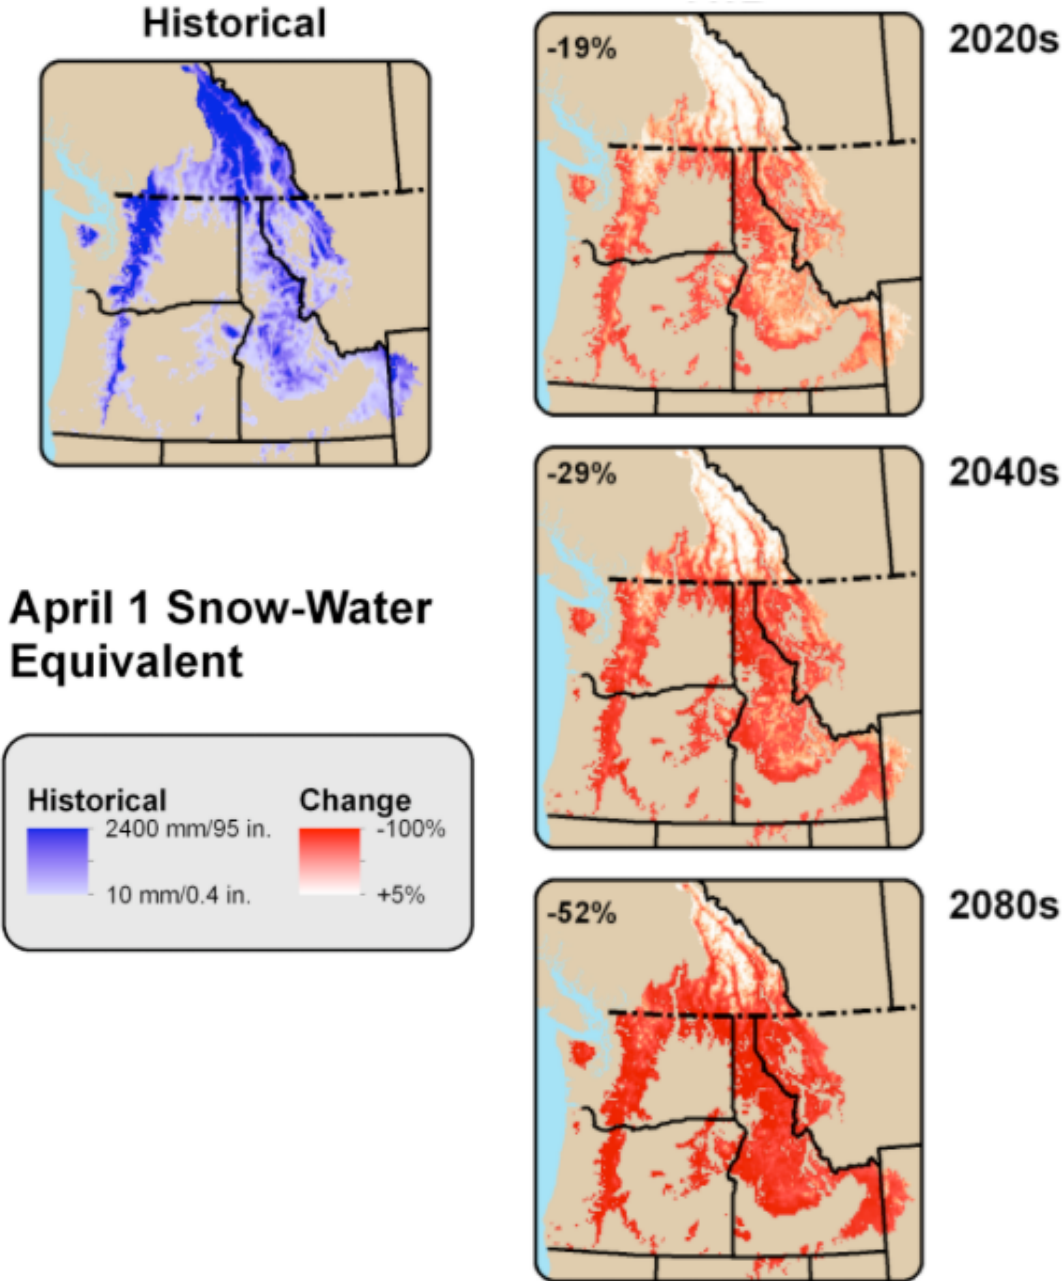 Historical
-19%
2020s
-29%
2040s
April 1 Snow-Water
Equivalent
Historical
Change
2400 mm/95 in.
-100%
10 mm/0.4 in.
+5%
-52%
2080s